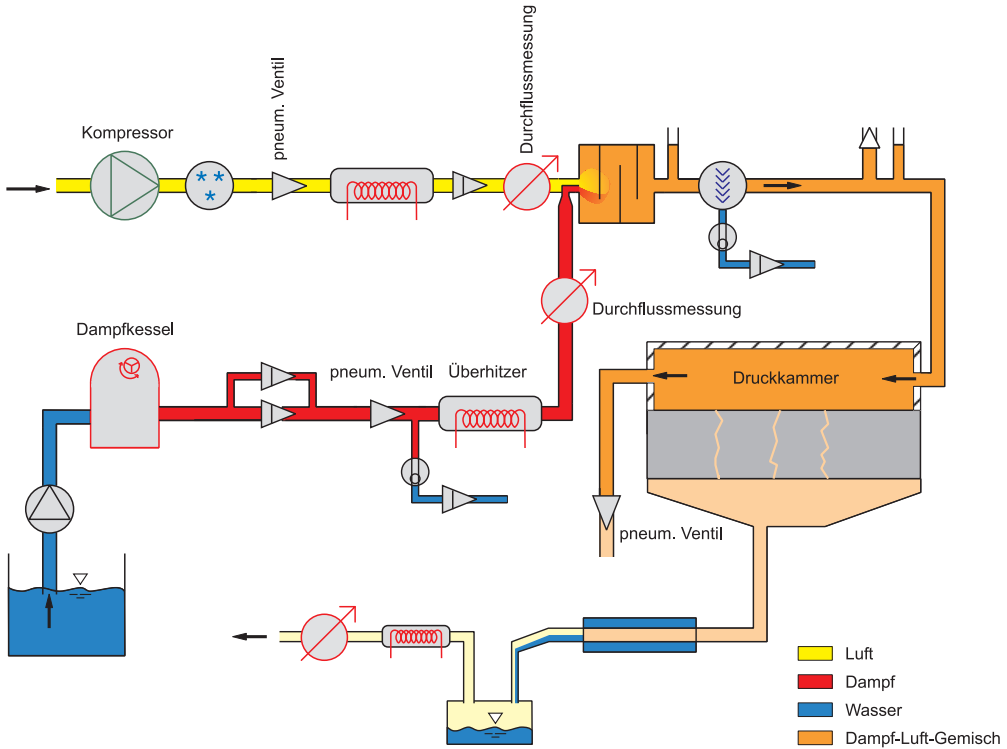 Kompressor
pneum. Ventil
Durchflussmessung
Durchflussmessung
Dampfkessel
pneum. Ventil
Überhitzer
Druckkammer
pneum. Ventil
Luft
Dampf
Wasser
Dampf-Luft-Gemisch